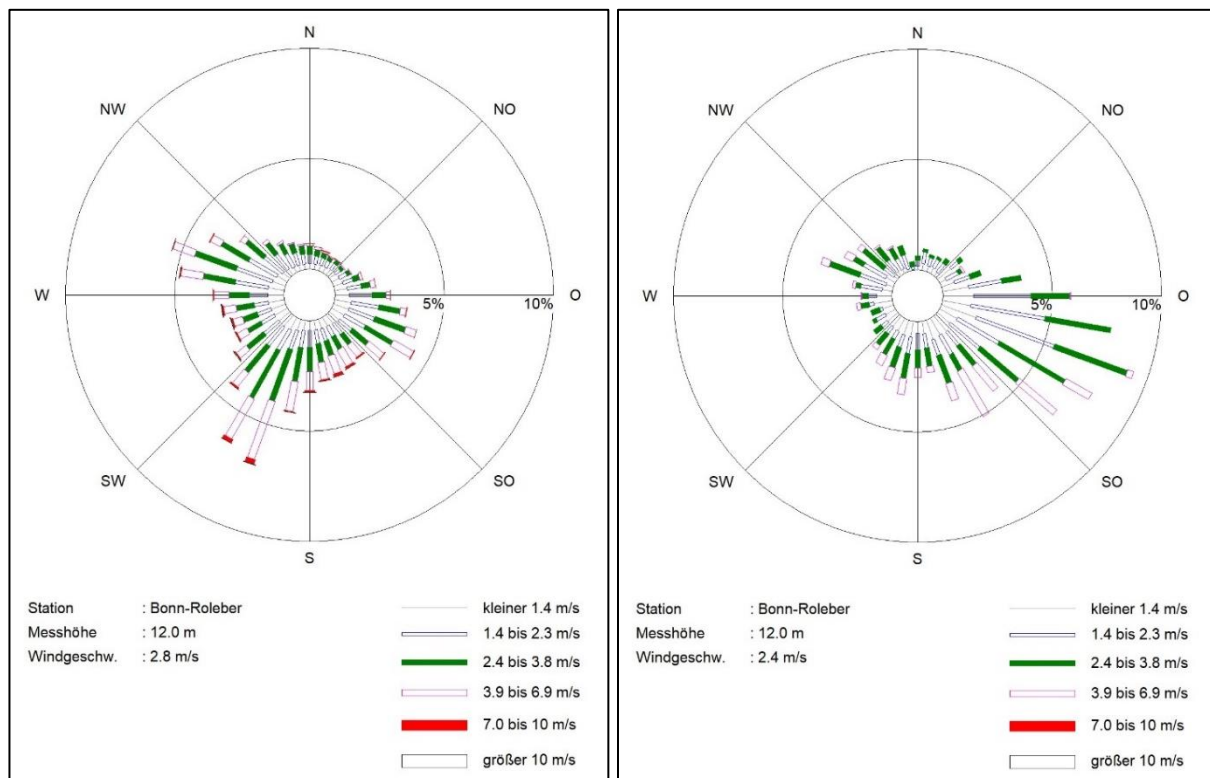 N
NW
NO
W
5%
10%
O
SW
SO
S
Station : Bonn-Roleber
Messhöhe : 12.0 m
Windgeschw. : 2.8 m/s
kleiner 1.4 m/s
1.4 bis 2.3 m/s
2.4 bis 3.8 m/s
3.9 bis 6.9 m/s
7.0 bis 10 m/s
größer 10 m/s
N
NW
NO
W
5%
10%
O
SW
SO
S
Station : Bonn-Roleber
Messhöhe : 12.0 m
Windgeschw. : 2.4 m/s
kleiner 1.4 m/s
1.4 bis 2.3 m/s
2.4 bis 3.8 m/s
3.9 bis 6.9 m/s
7.0 bis 10 m/s
größer 10 m/s